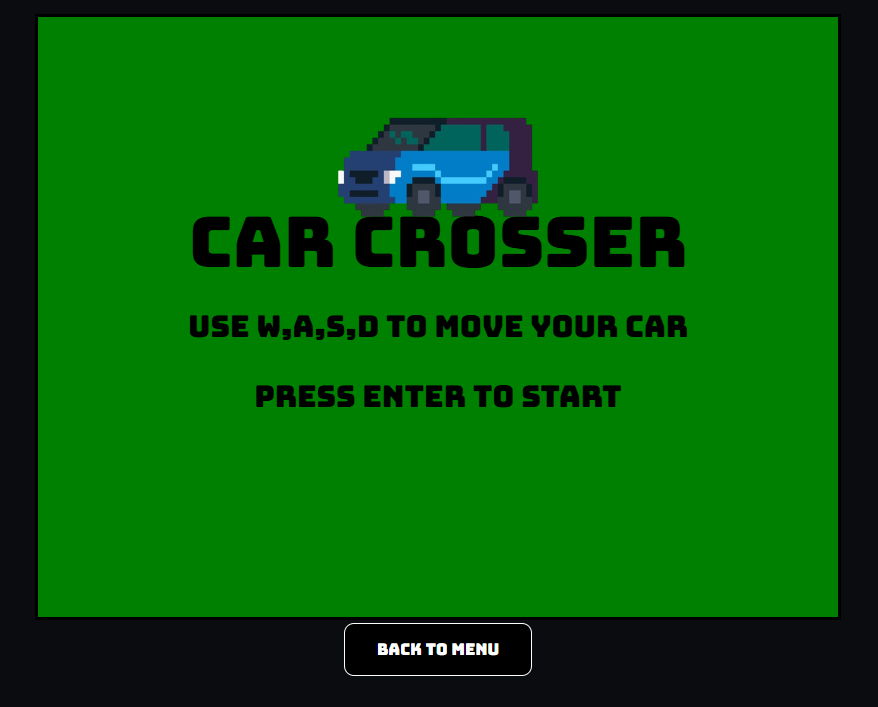 CAR CROSSER
USE W,A,S,D TO MOVE YOUR CAR
PRESS ENTER TO START
BACK TO MENU